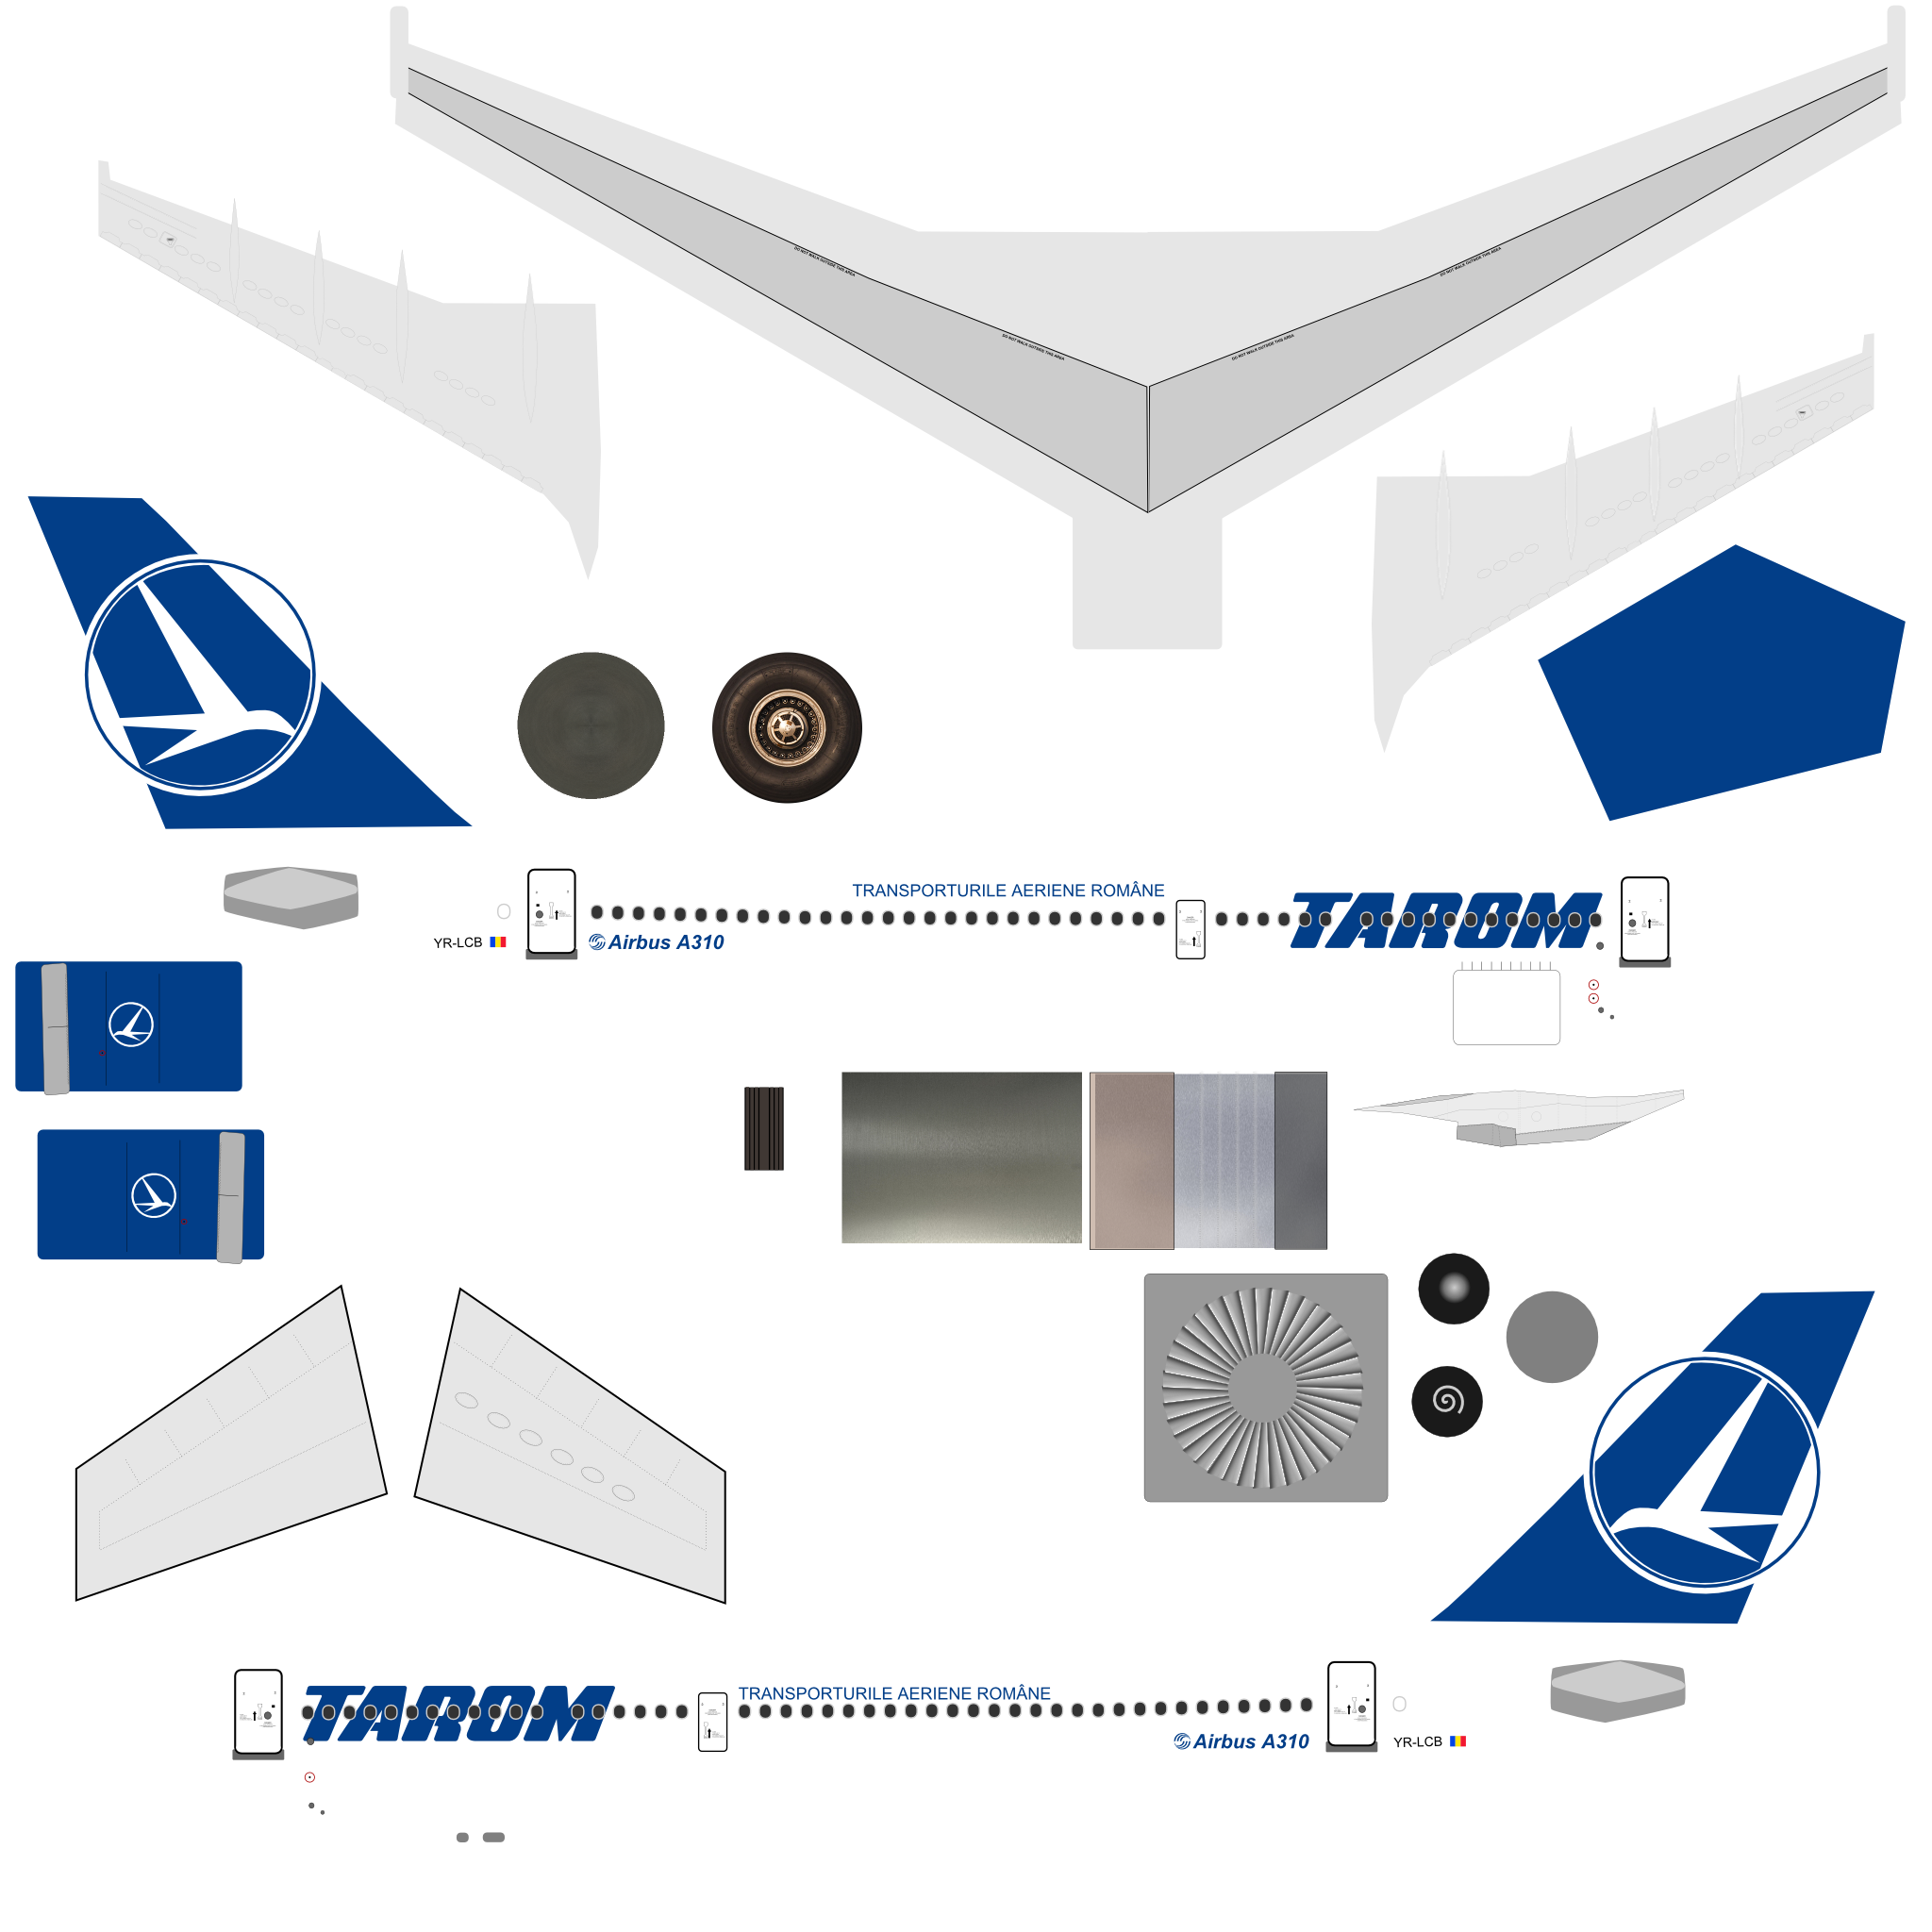 DO NOT WALK OUTSIDE THIS AREA
DO NOT WALK OUTSIDE THIS AREA
DO NOT WALK OUTSIDE THIS AREA
DO NOT WALK OUTSIDE THIS AREA
TRANSPORTURILE AERIENE ROMÂNE
TAROM
YR-LCB
Airbus A310
TAROM
TRANSPORTURILE AERIENE ROMÂNE
Airbus A310
YR-LCB